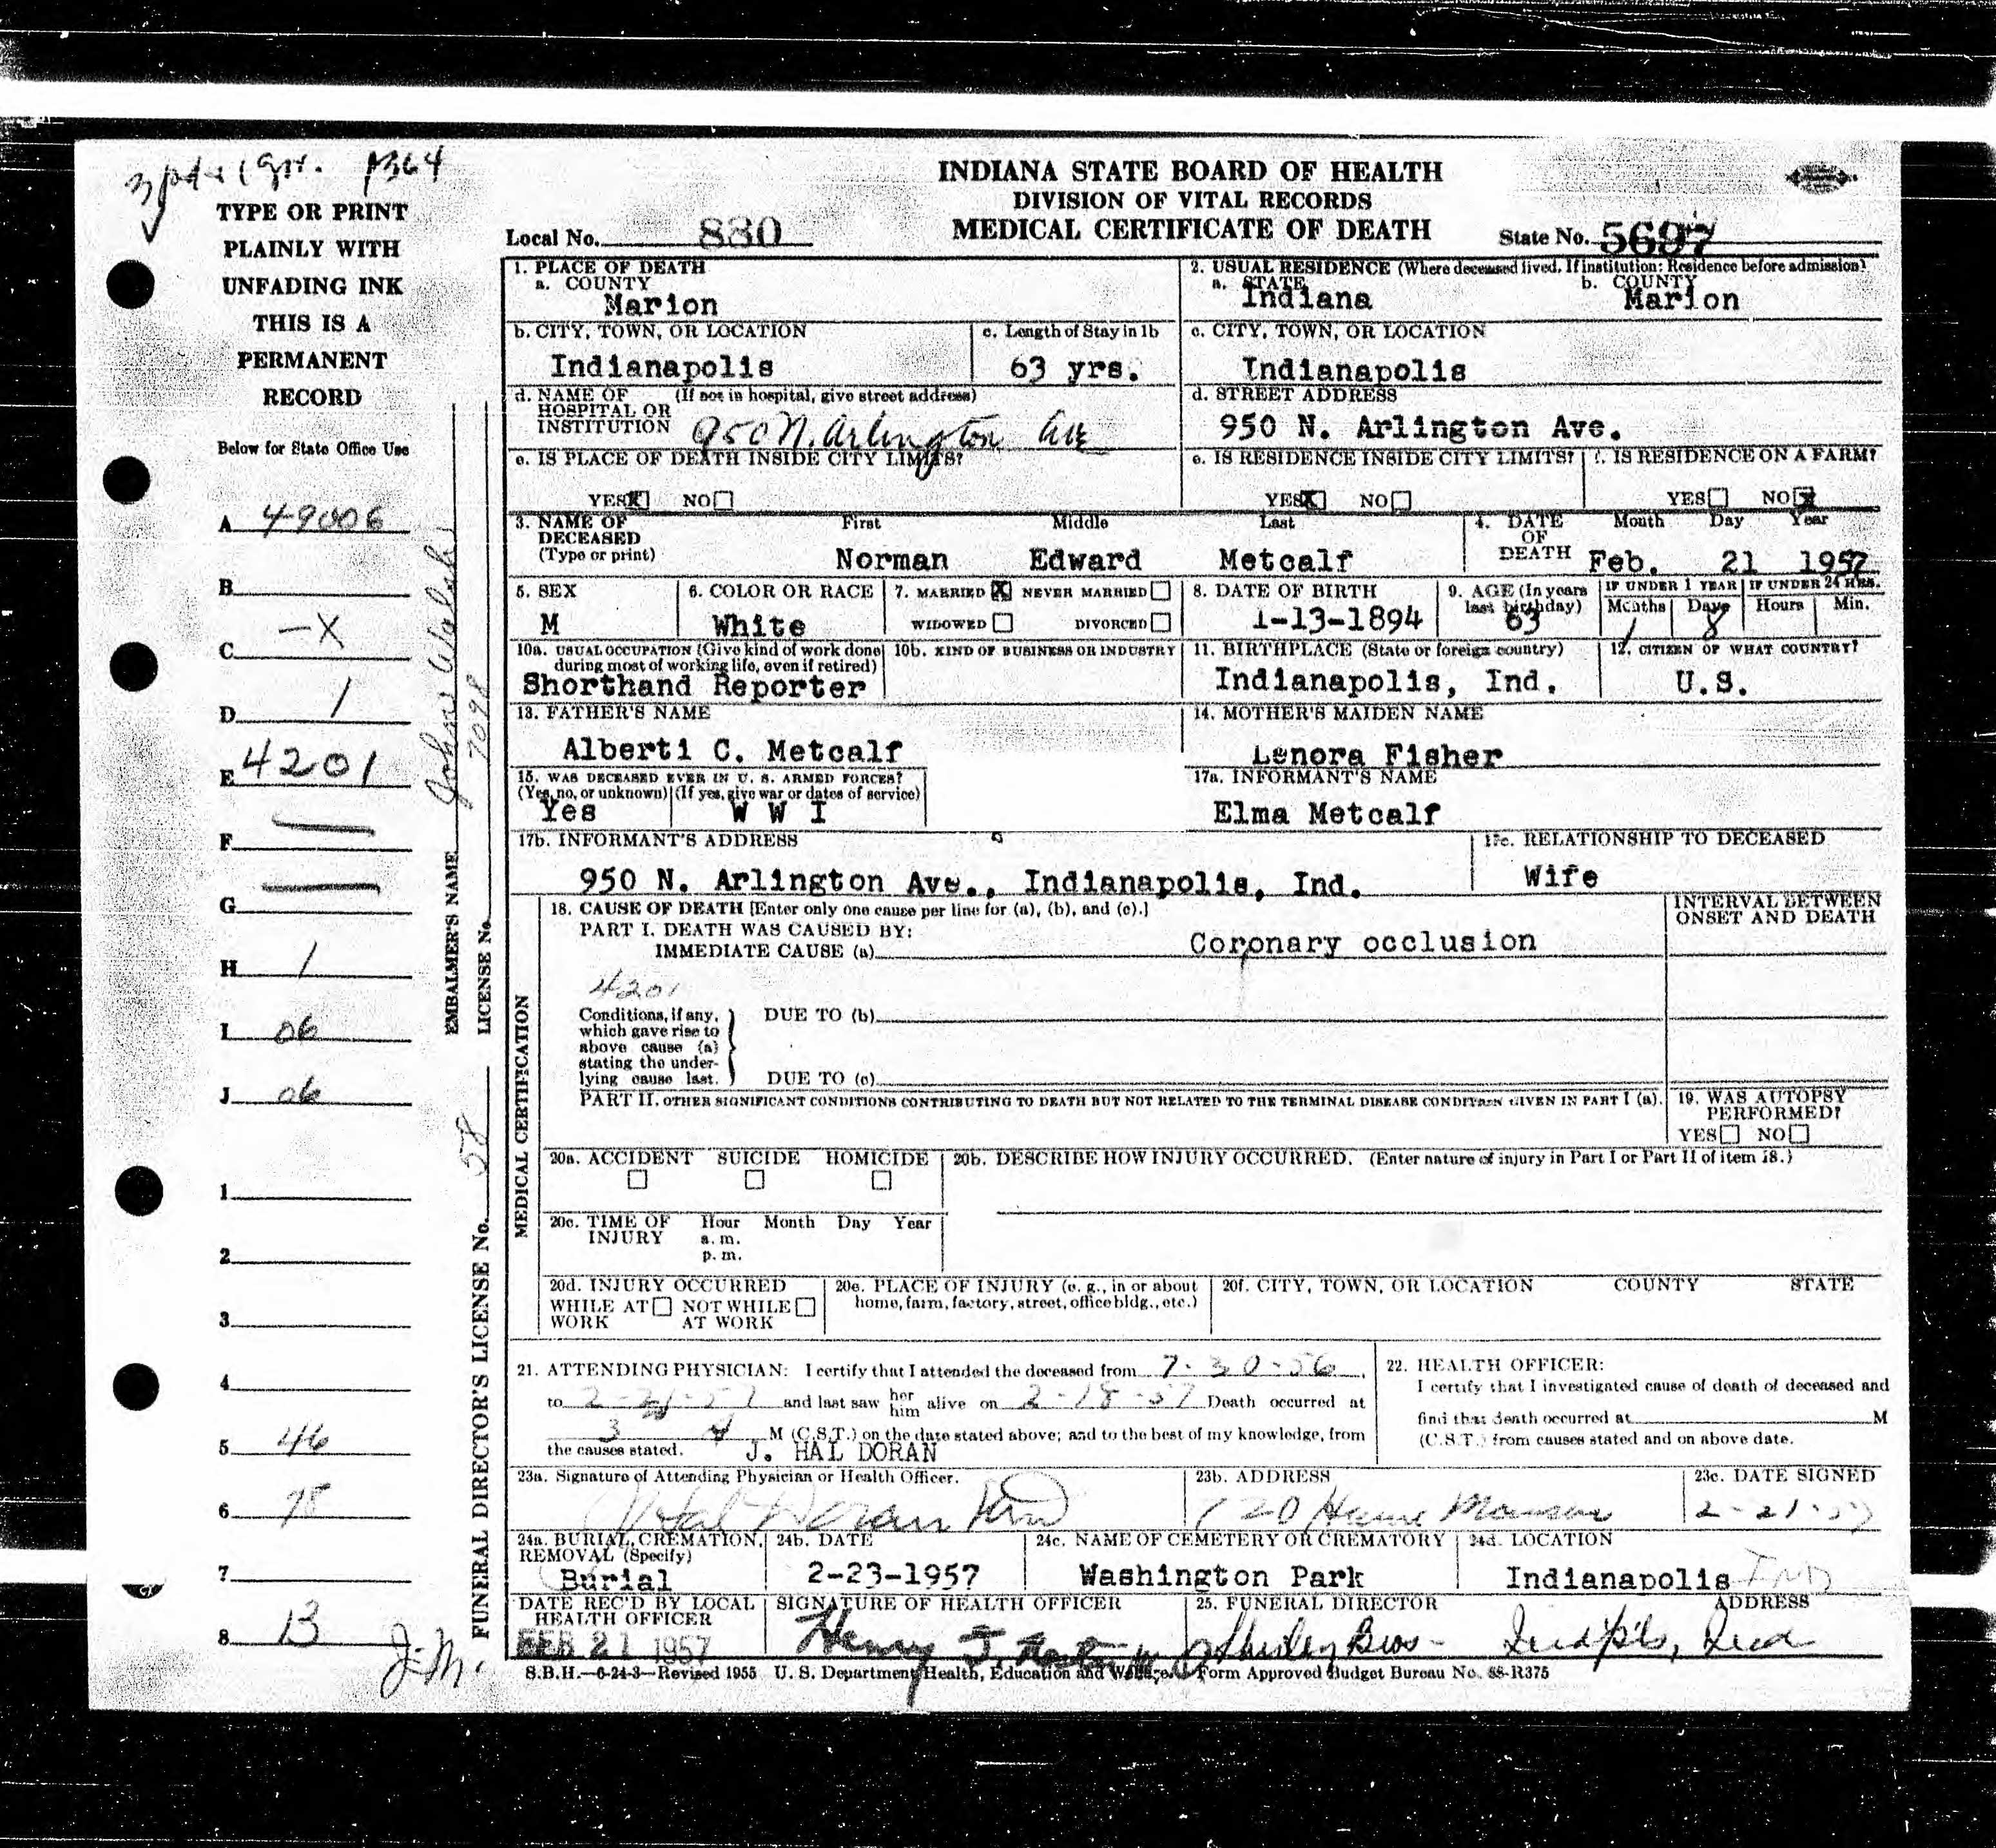 1364
TYPE OR PRINT
PLAINLY WITH
UNFADING INK
THIS IS A
PERMANENT
RECORD
Below for State Office Use
A 49006
B
C -X
D 1
E 4201
F
G
H 1
I 06
J 06
1
2
3
4
5 46
6 78
7
8 13
J.M.
EMBALMER'S NAME John Walsh
LICENSE No. 7098
FUNERAL DIRECTOR'S LICENSE No. 58
INDIANA STATE BOARD OF HEALTH
DIVISION OF VITAL RECORDS
Local No. 880 MEDICAL CERTIFICATE OF DEATH State No. 5697
1. PLACE OF DEATH
a. COUNTY
Marion
2. USUAL RESIDENCE (Where deceased lived. If institution: Residence before admission)
a. STATE b. COUNTY
Indiana Marion
b. CITY, TOWN, OR LOCATION c. Length of Stay in 1b
Indianapolis 63 yrs.
c. CITY, TOWN, OR LOCATION
Indianapolis
d. NAME OF (If not in hospital, give street address)
HOSPITAL OR
INSTITUTION 950 N. Arlington Ave
d. STREET ADDRESS
950 N. Arlington Ave.
e. IS PLACE OF DEATH INSIDE CITY LIMITS?
YES X NO
e. IS RESIDENCE INSIDE CITY LIMITS? f. IS RESIDENCE ON A FARM?
YES X NO YES NO X
3. NAME OF DECEASED (Type or print) First Middle Last
Norman Edward Metcalf
4. DATE OF DEATH Month Day Year
Feb. 21 1957
5. SEX
M
6. COLOR OR RACE
White
7. MARRIED X NEVER MARRIED
WIDOWED DIVORCED
8. DATE OF BIRTH
1-13-1894
9. AGE (In years last birthday)
63
IF UNDER 1 YEAR IF UNDER 24 HRS.
Months Days Hours Min.
1 8
10a. USUAL OCCUPATION (Give kind of work done during most of working life, even if retired)
Shorthand Reporter
10b. KIND OF BUSINESS OR INDUSTRY
11. BIRTHPLACE (State or foreign country)
Indianapolis, Ind.
12. CITIZEN OF WHAT COUNTRY?
U.S.
13. FATHER'S NAME
Alberti C. Metcalf
14. MOTHER'S MAIDEN NAME
Lenora Fisher
15. WAS DECEASED EVER IN U. S. ARMED FORCES?
(Yes, no, or unknown) (If yes, give war or dates of service)
Yes W W I
17a. INFORMANT'S NAME
Elma Metcalf
17b. INFORMANT'S ADDRESS
950 N. Arlington Ave., Indianapolis, Ind.
17c. RELATIONSHIP TO DECEASED
Wife
MEDICAL CERTIFICATION
18. CAUSE OF DEATH [Enter only one cause per line for (a), (b), and (c).]
PART I. DEATH WAS CAUSED BY:
IMMEDIATE CAUSE (a) Coronary occlusion
INTERVAL BETWEEN
ONSET AND DEATH
4201
Conditions, if any,
which gave rise to
above cause (a)
stating the under-
lying cause last.
DUE TO (b)
DUE TO (c)
PART II. OTHER SIGNIFICANT CONDITIONS CONTRIBUTING TO DEATH BUT NOT RELATED TO THE TERMINAL DISEASE CONDITION GIVEN IN PART I (a).
19. WAS AUTOPSY
PERFORMED?
YES NO
20a. ACCIDENT SUICIDE HOMICIDE
20b. DESCRIBE HOW INJURY OCCURRED. (Enter nature of injury in Part I or Part II of item 18.)
20c. TIME OF INJURY Hour Month Day Year
a. m.
p. m.
20d. INJURY OCCURRED
WHILE AT WORK NOT WHILE AT WORK
20e. PLACE OF INJURY (e. g., in or about home, farm, factory, street, office bldg., etc.)
20f. CITY, TOWN, OR LOCATION COUNTY STATE
21. ATTENDING PHYSICIAN: I certify that I attended the deceased from 7-30-56,
to 2-21-57 and last saw her him alive on 2-18-57 Death occurred at
3 A M (C.S.T.) on the date stated above; and to the best of my knowledge, from
the causes stated. J. HAL DORAN
22. HEALTH OFFICER:
I certify that I investigated cause of death of deceased and
find that death occurred at M
(C.S.T.) from causes stated and on above date.
23a. Signature of Attending Physician or Health Officer.
J Hal Doran MD
23b. ADDRESS
120 Hume Mansur
23c. DATE SIGNED
2-21-57
24a. BURIAL, CREMATION, REMOVAL (Specify)
Burial
24b. DATE
2-23-1957
24c. NAME OF CEMETERY OR CREMATORY
Washington Park
24d. LOCATION
Indianapolis IND
DATE REC'D BY LOCAL
HEALTH OFFICER
FEB 21 1957
SIGNATURE OF HEALTH OFFICER
Henry
25. FUNERAL DIRECTOR ADDRESS
Shirley Bros- Indpls, Ind
S.B.H.—6-24-3—Revised 1955 U. S. Department Health, Education and Welfare. Form Approved Budget Bureau No. 68-R375